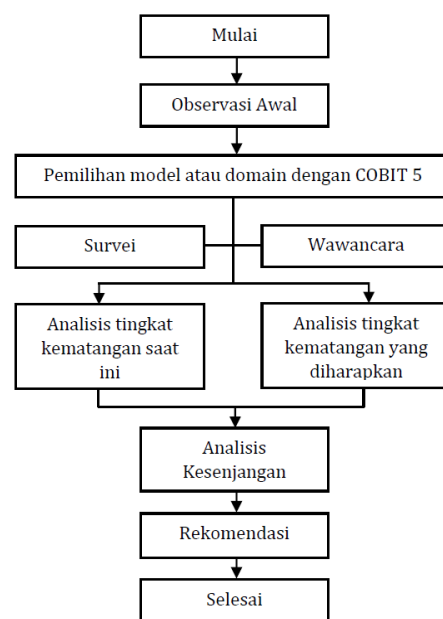 Mulai
Observasi Awal
Pemilihan model atau domain dengan COBIT 5
Survei
Wawancara
Analisis tingkat
kematangan saat
ini
Analisis tingkat
kematangan yang
diharapkan
Analisis
Kesenjangan
Rekomendasi
Selesai